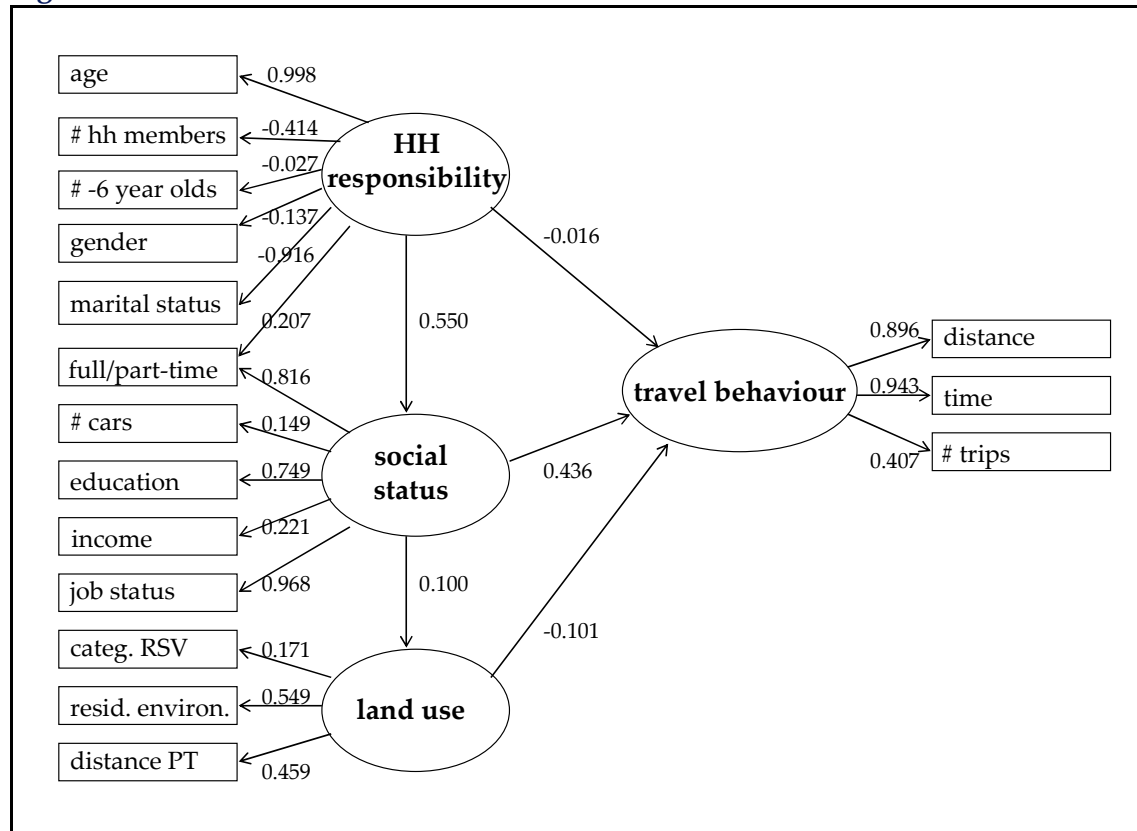 age
0.998
# hh members
-0.414
HH
responsibility
-0.027
# -6 year olds
-0.137
gender
-0.916
-0.016
marital status
0.207
0.550
full/part-time
0.816
# cars
0.149
education
0.749
social
status
income
0.221
job status
0.968
0.436
0.100
categ. RSV
0.171
resid. environ.
0.549
land use
distance PT
0.459
-0.101
travel behaviour
0.896
distance
0.943
time
0.407
# trips